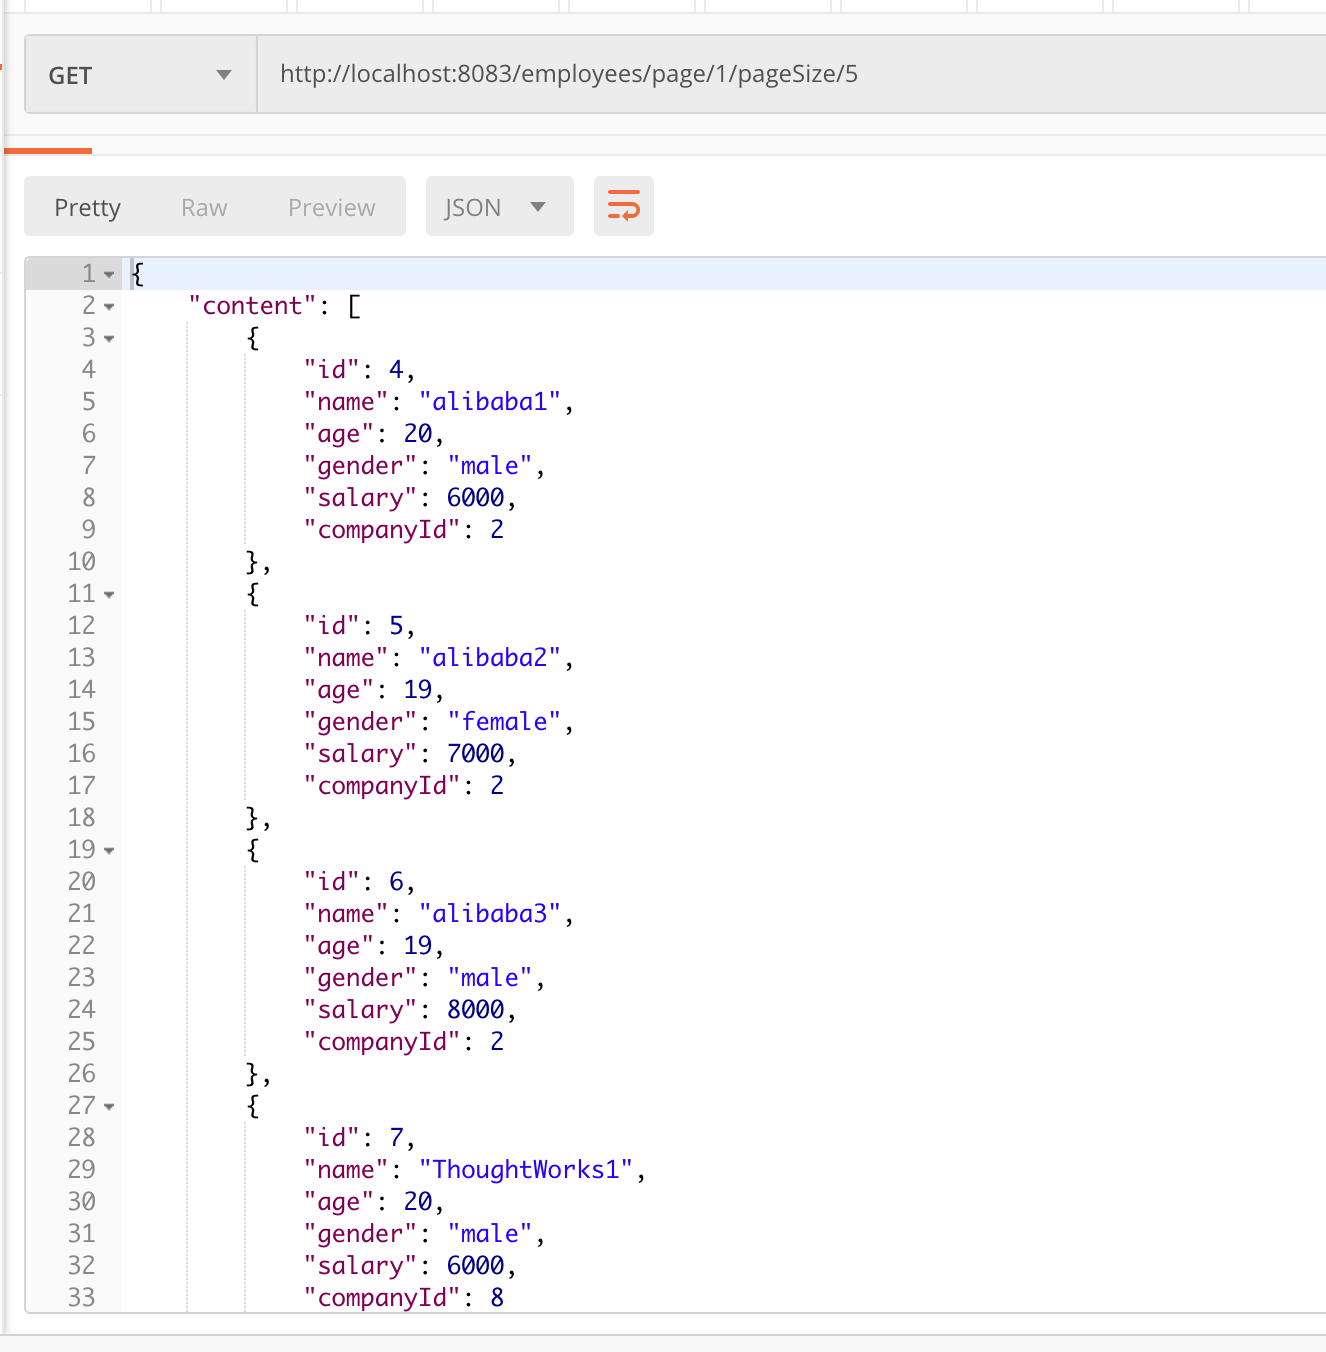 GET http://localhost:8083/employees/page/1/pageSize/5
Pretty Raw Preview JSON
1 {
2 "content": [
3 {
4 "id": 4,
5 "name": "alibaba1",
6 "age": 20,
7 "gender": "male",
8 "salary": 6000,
9 "companyId": 2
10 },
11 {
12 "id": 5,
13 "name": "alibaba2",
14 "age": 19,
15 "gender": "female",
16 "salary": 7000,
17 "companyId": 2
18 },
19 {
20 "id": 6,
21 "name": "alibaba3",
22 "age": 19,
23 "gender": "male",
24 "salary": 8000,
25 "companyId": 2
26 },
27 {
28 "id": 7,
29 "name": "ThoughtWorks1",
30 "age": 20,
31 "gender": "male",
32 "salary": 6000,
33 "companyId": 8